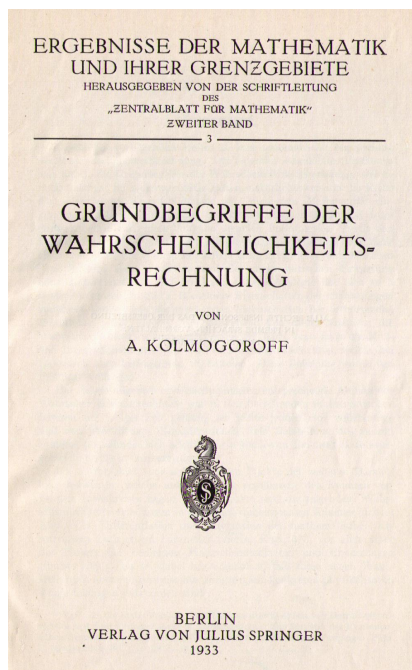 ERGEBNISSE DER MATHEMATIK
UND IHRER GRENZGEBIETE
HERAUSGEGEBEN VON DER SCHRIFTLEITUNG
DES
„ZENTRALBLATT FÜR MATHEMATIK“
ZWEITER BAND
3
GRUNDBEGRIFFE DER
WAHRSCHEINLICHKEITS-
RECHNUNG
VON
A. KOLMOGOROFF
BERLIN
VERLAG VON JULIUS SPRINGER
1933